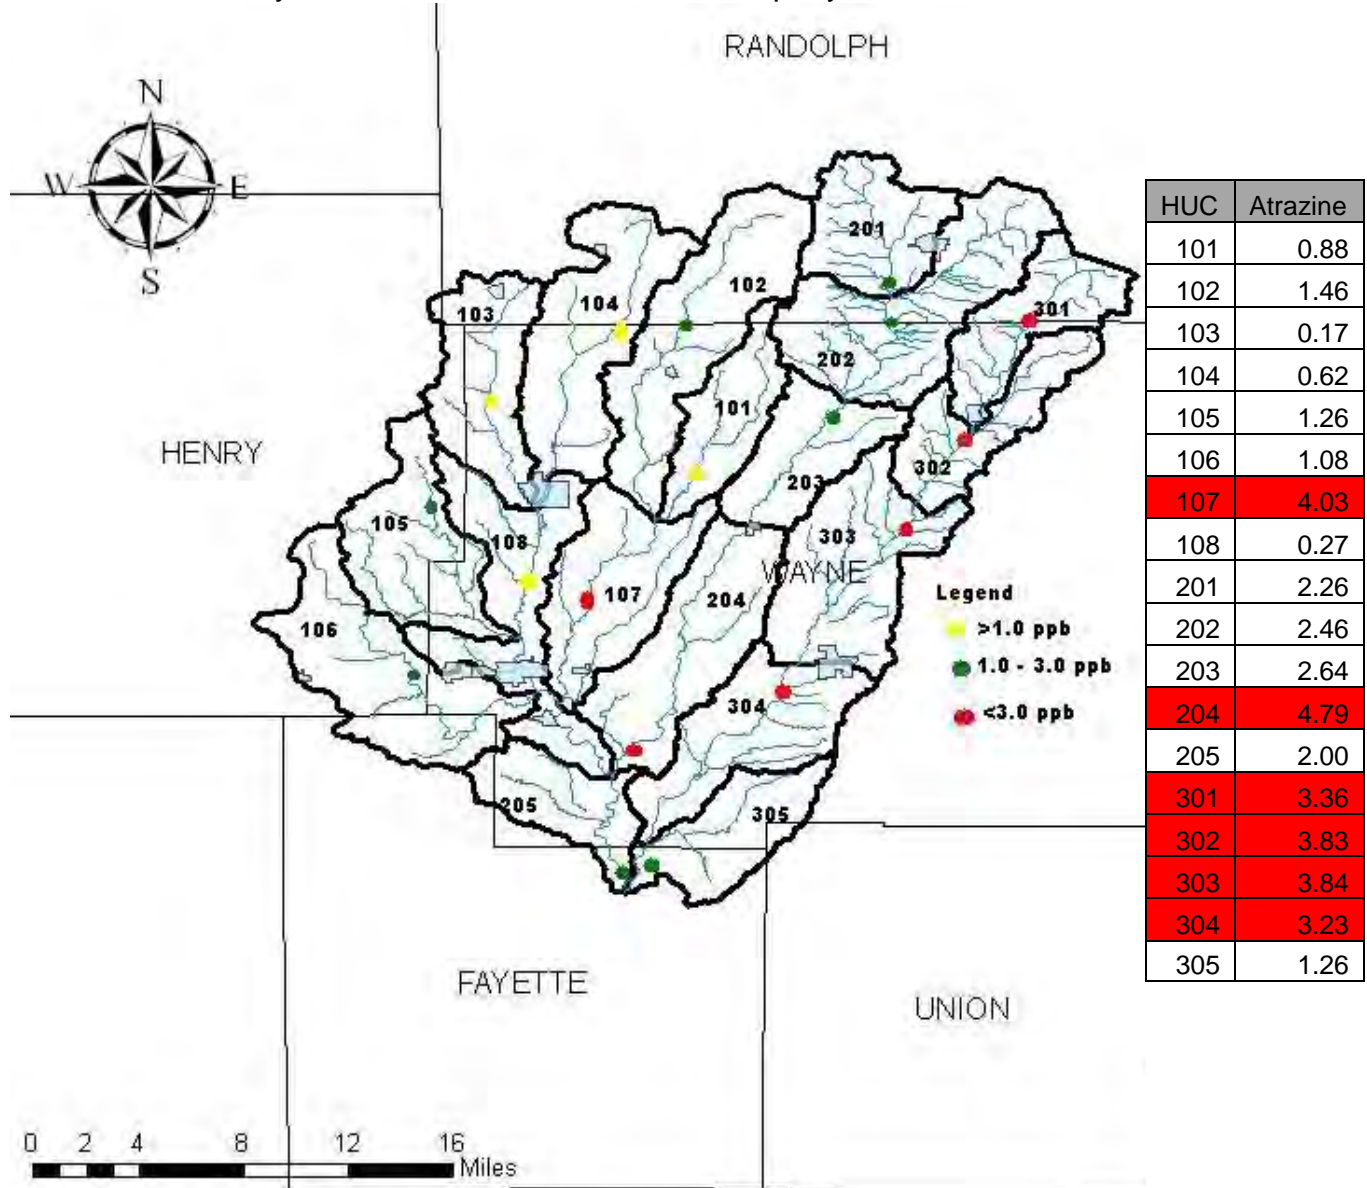 RANDOLPH
N
W E
S
HENRY
WAYNE
FAYETTE
UNION
201
102
104
103
301
202
101
203
302
105
108
303
107
204
106
304
205
305
Legend
>1.0 ppb
1.0 - 3.0 ppb
<3.0 ppb
0 2 4 8 12 16
Miles
HUC Atrazine
101 0.88
102 1.46
103 0.17
104 0.62
105 1.26
106 1.08
107 4.03
108 0.27
201 2.26
202 2.46
203 2.64
204 4.79
205 2.00
301 3.36
302 3.83
303 3.84
304 3.23
305 1.26